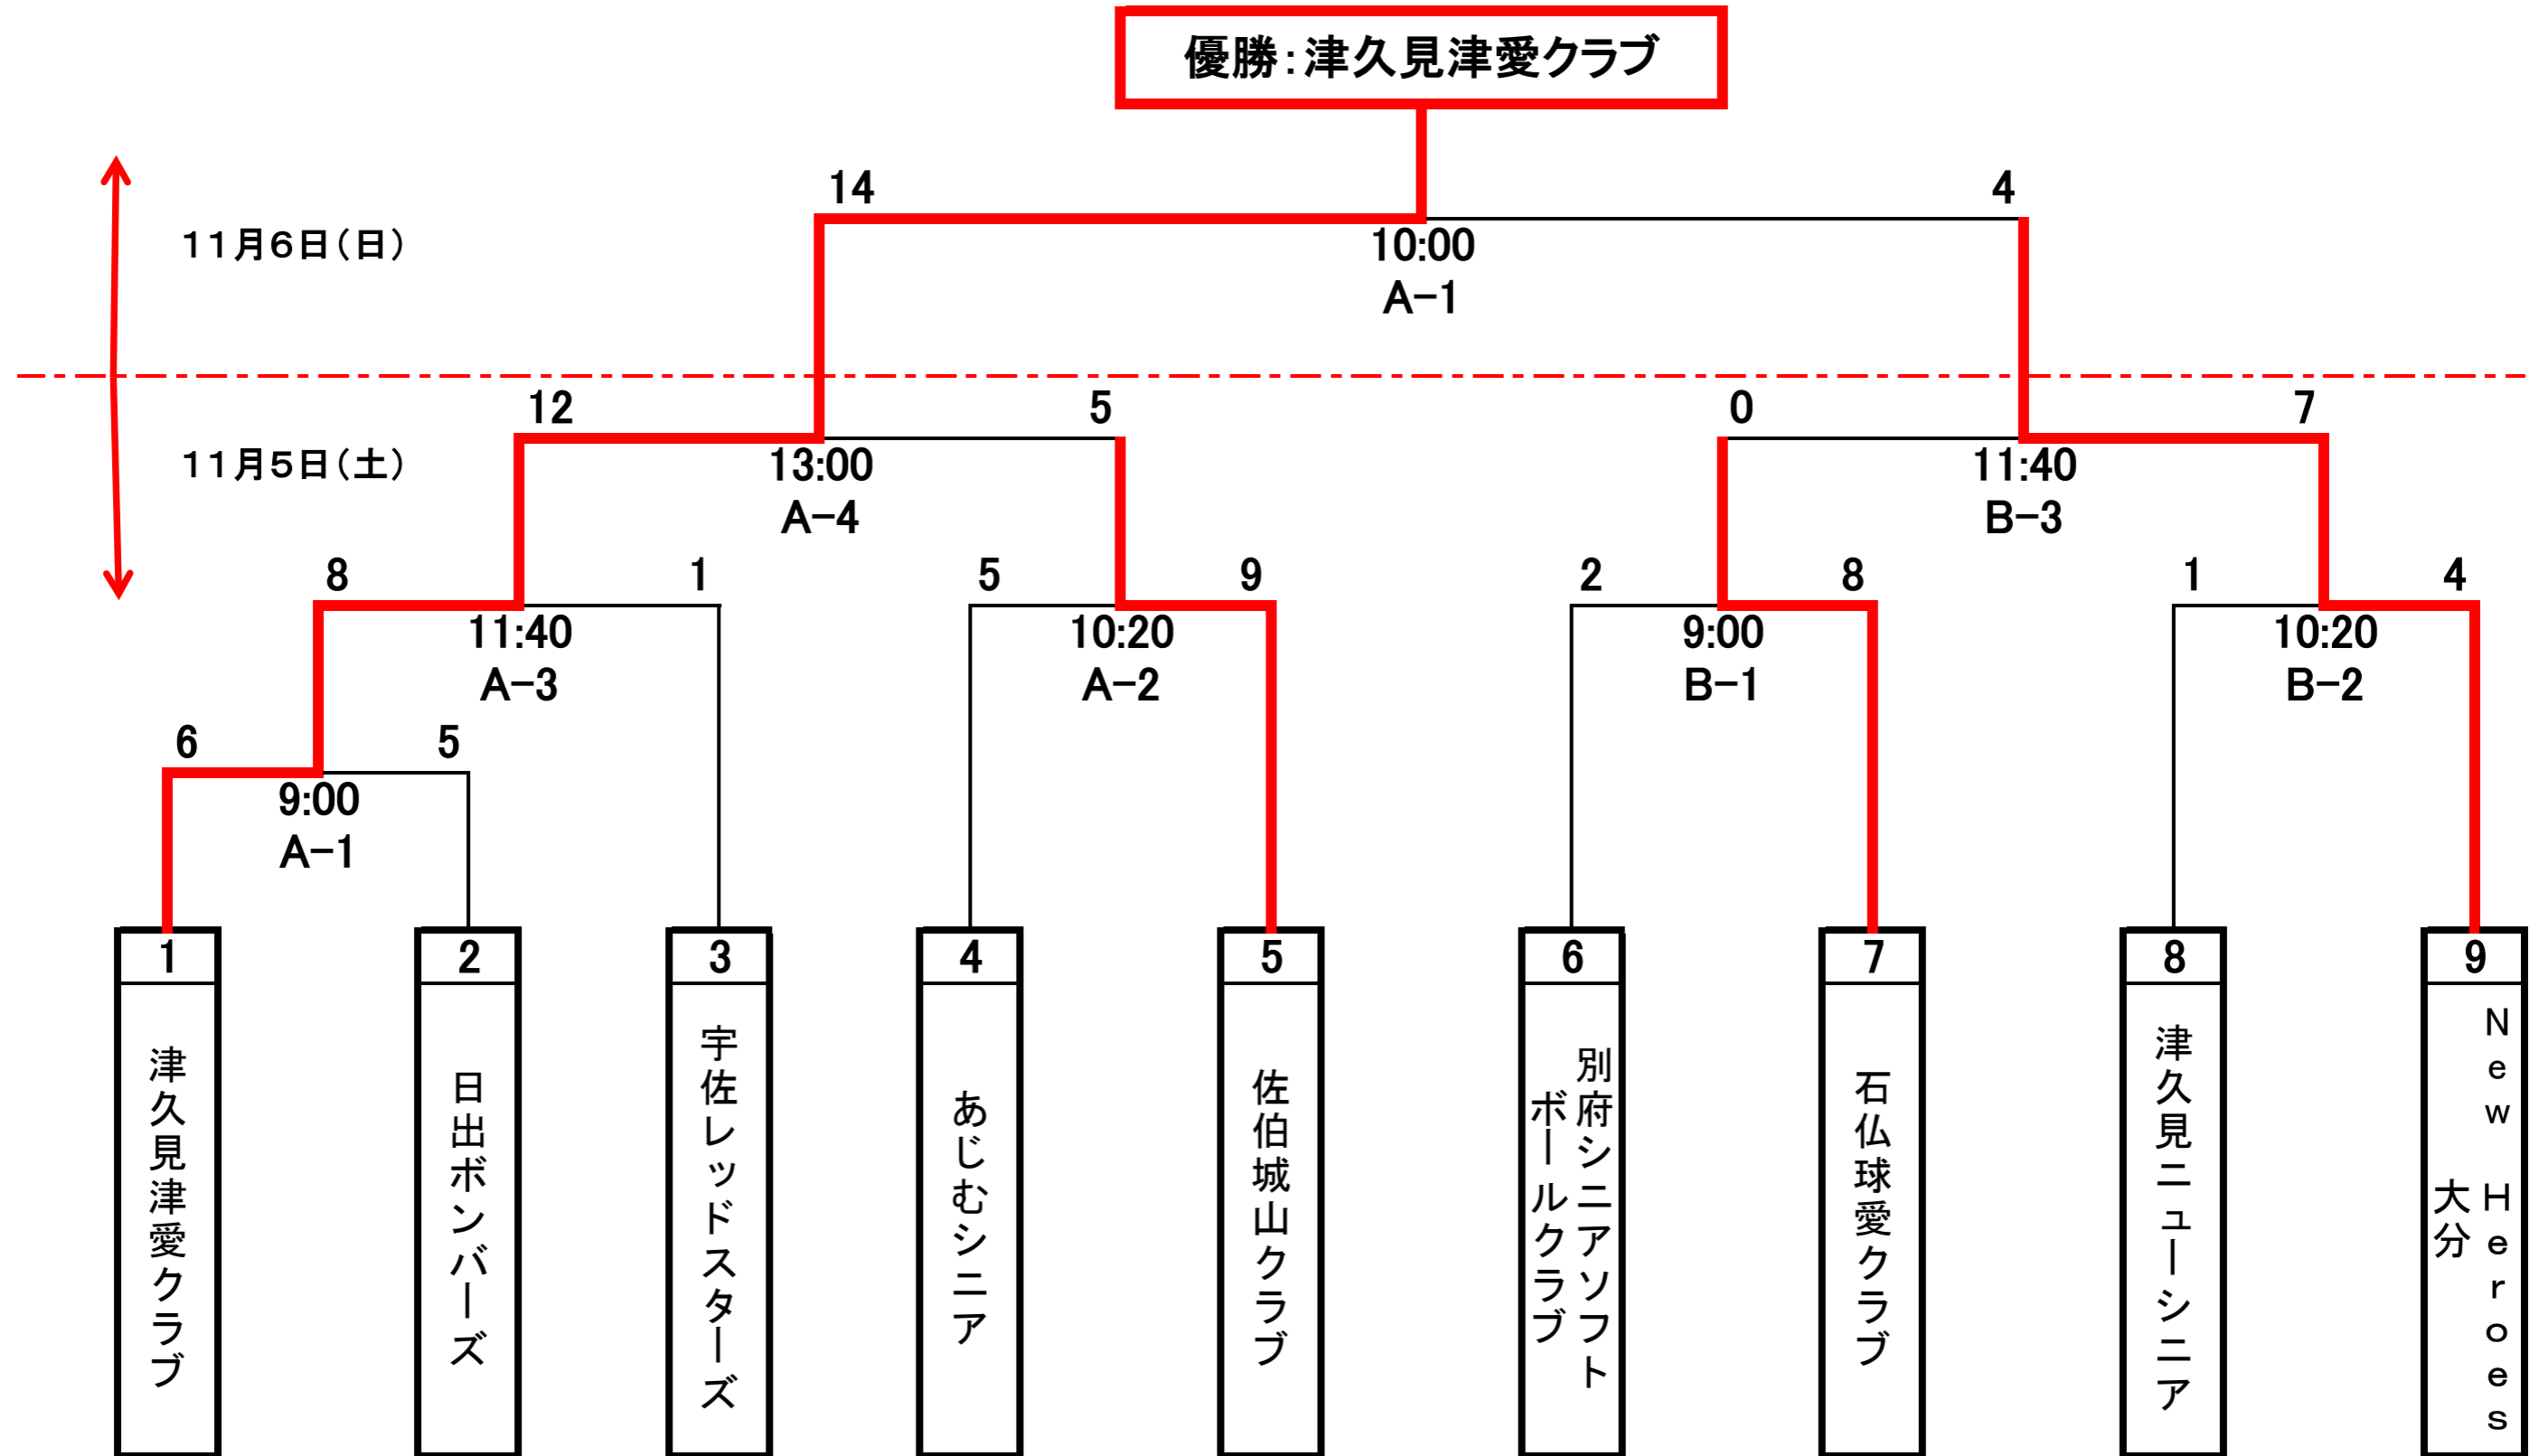 優勝:津久見津愛クラブ
14
4
11月6日(日)
10:00
A-1
12
5
0
7
11月5日(土)
13:00
A-4
11:40
B-3
8
1
5
9
2
8
1
4
11:40
A-3
10:20
A-2
9:00
B-1
10:20
B-2
6
5
9:00
A-1
1
津久見津愛クラブ
2
日出ボンバーズ
3
宇佐レッドスターズ
4
あじむシニア
5
佐伯城山クラブ
6
別府シニアソフト
ボールクラブ
7
石仏球愛クラブ
8
津久見ニューシニア
9
New Heroes
大分